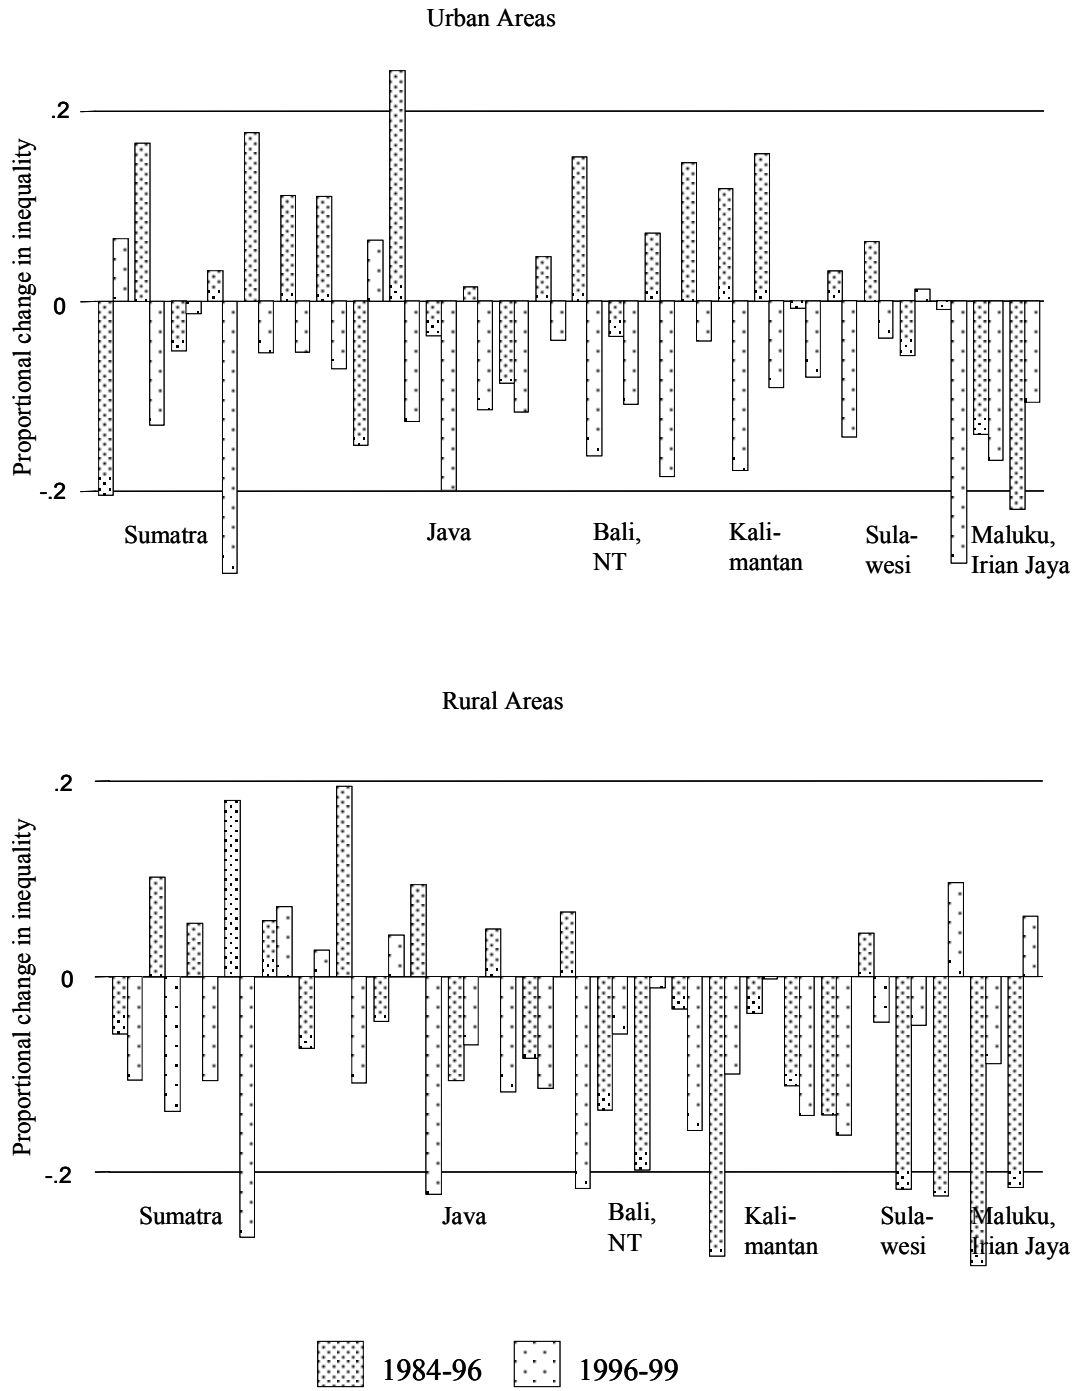 Urban Areas
Proportional change in inequality
.2
0
-.2
Sumatra
Java
Bali,
NT
Kali-
mantan
Sula-
wesi
Maluku,
Irian Jaya
Rural Areas
Proportional change in inequality
.2
0
-.2
Sumatra
Java
Bali,
NT
Kali-
mantan
Sula-
wesi
Maluku,
Irian Jaya
1984-96
1996-99